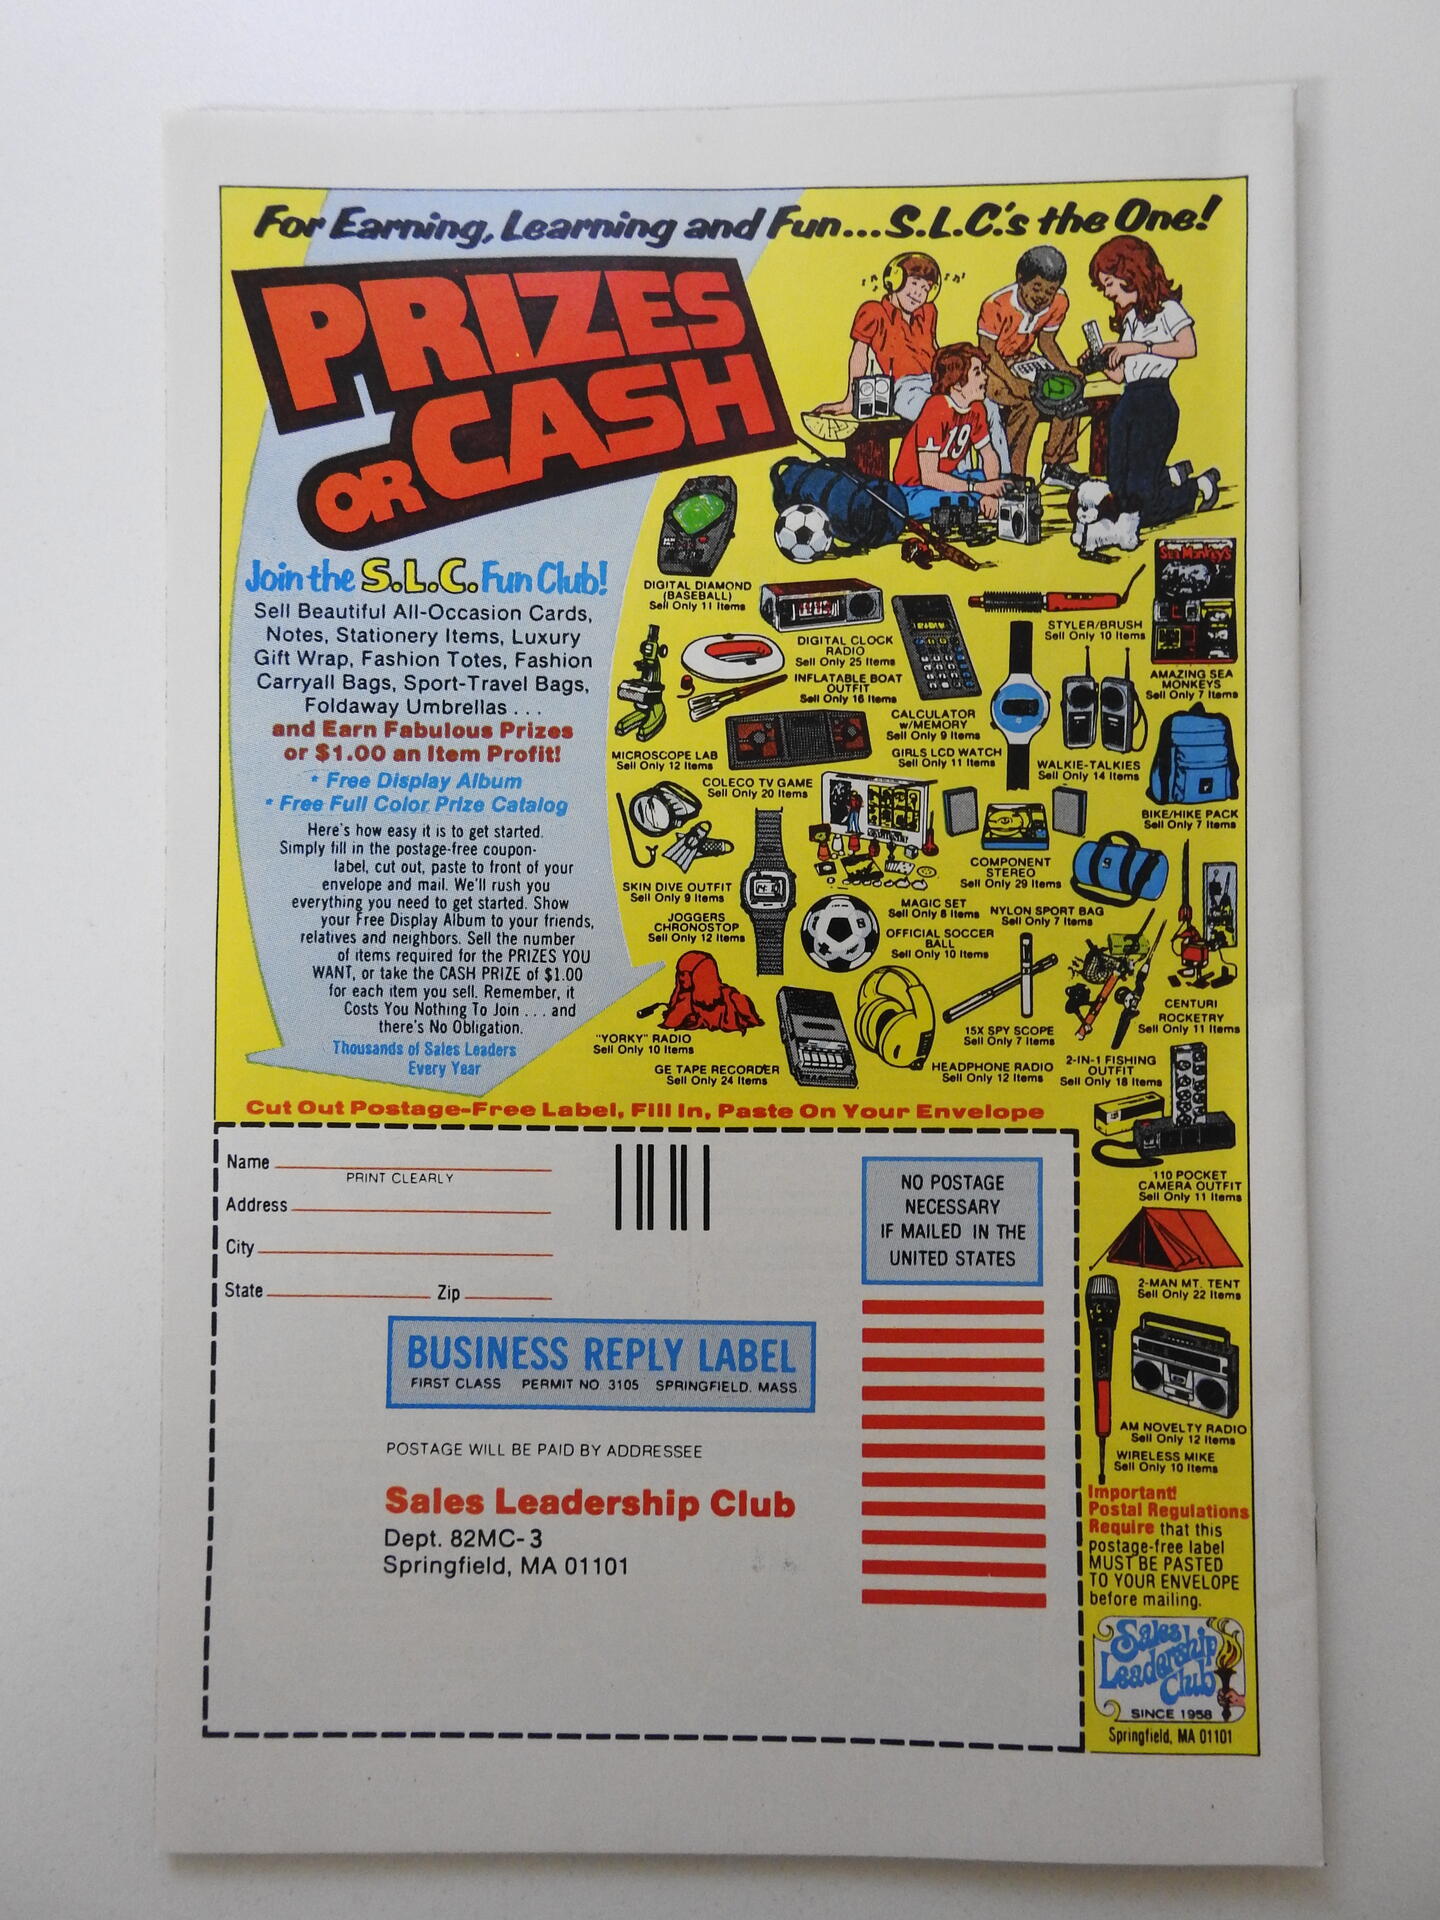 For Earning, Learning and Fun...S.L.C.'s the One!
PRIZES
OR CASH
Join the S.L.C. Fun Club!
Sell Beautiful All-Occasion Cards,
Notes, Stationery Items, Luxury
Gift Wrap, Fashion Totes, Fashion
Carryall Bags, Sport-Travel Bags,
Foldaway Umbrellas . . .
and Earn Fabulous Prizes
or $1.00 an Item Profit!
* Free Display Album
* Free Full Color Prize Catalog
Here's how easy it is to get started.
Simply fill in the postage-free coupon-
label, cut out, paste to front of your
envelope and mail. We'll rush you
everything you need to get started. Show
your Free Display Album to your friends,
relatives and neighbors. Sell the number
of items required for the PRIZES YOU
WANT, or take the CASH PRIZE of $1.00
for each item you sell. Remember, it
Costs You Nothing To Join . . . and
there's No Obligation.
Thousands of Sales Leaders
Every Year
19
DIGITAL DIAMOND
(BASEBALL)
Sell Only 11 Items
DIGITAL CLOCK
RADIO
Sell Only 25 Items
STYLER/BRUSH
Sell Only 10 Items
Sea Monkeys
AMAZING SEA
MONKEYS
Sell Only 7 Items
INFLATABLE BOAT
OUTFIT
Sell Only 16 Items
CALCULATOR
w/MEMORY
Sell Only 9 Items
MICROSCOPE LAB
Sell Only 12 Items
GIRLS LCD WATCH
Sell Only 11 Items
WALKIE-TALKIES
Sell Only 14 Items
COLECO TV GAME
Sell Only 20 Items
BIKE/HIKE PACK
Sell Only 7 Items
COMPONENT
STEREO
Sell Only 29 Items
SKIN DIVE OUTFIT
Sell Only 9 Items
MAGIC SET
Sell Only 8 Items
NYLON SPORT BAG
Sell Only 7 Items
JOGGERS
CHRONOSTOP
Sell Only 12 Items
OFFICIAL SOCCER
BALL
Sell Only 10 Items
CENTURI
ROCKETRY
Sell Only 11 Items
"YORKY" RADIO
Sell Only 10 Items
15X SPY SCOPE
Sell Only 7 Items
GE TAPE RECORDER
Sell Only 24 Items
HEADPHONE RADIO
Sell Only 12 Items
2-IN-1 FISHING
OUTFIT
Sell Only 18 Items
110 POCKET
CAMERA OUTFIT
Sell Only 11 Items
2-MAN MT. TENT
Sell Only 22 Items
AM NOVELTY RADIO
Sell Only 12 Items
WIRELESS MIKE
Sell Only 10 Items
Important!
Postal Regulations
Require that this
postage-free label
MUST BE PASTED
TO YOUR ENVELOPE
before mailing.
Sales
Leadership
Club
SINCE 1958
Springfield, MA 01101
Cut Out Postage-Free Label, Fill In, Paste On Your Envelope
Name
PRINT CLEARLY
Address
City
State Zip
NO POSTAGE
NECESSARY
IF MAILED IN THE
UNITED STATES
BUSINESS REPLY LABEL
FIRST CLASS PERMIT NO. 3105 SPRINGFIELD, MASS.
POSTAGE WILL BE PAID BY ADDRESSEE
Sales Leadership Club
Dept. 82MC-3
Springfield, MA 01101